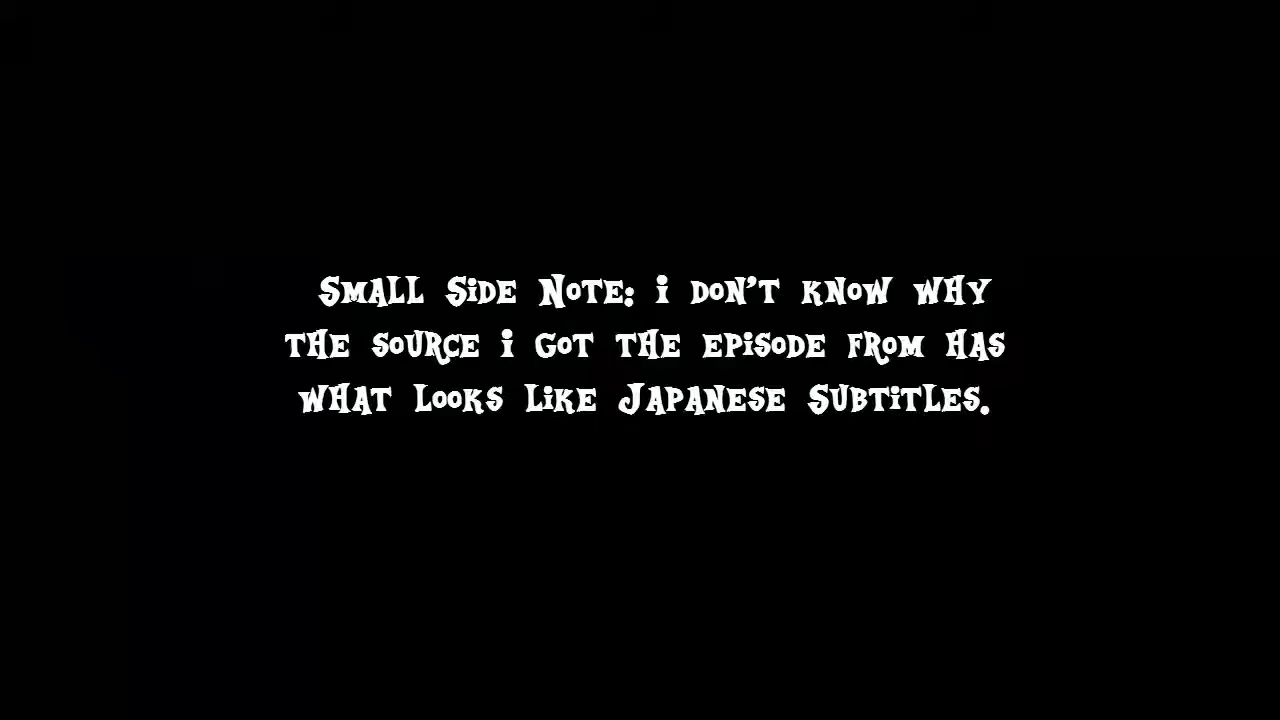 Small Side Note: i don't know why
the source i got the episode from has
what looks like Japanese Subtitles.